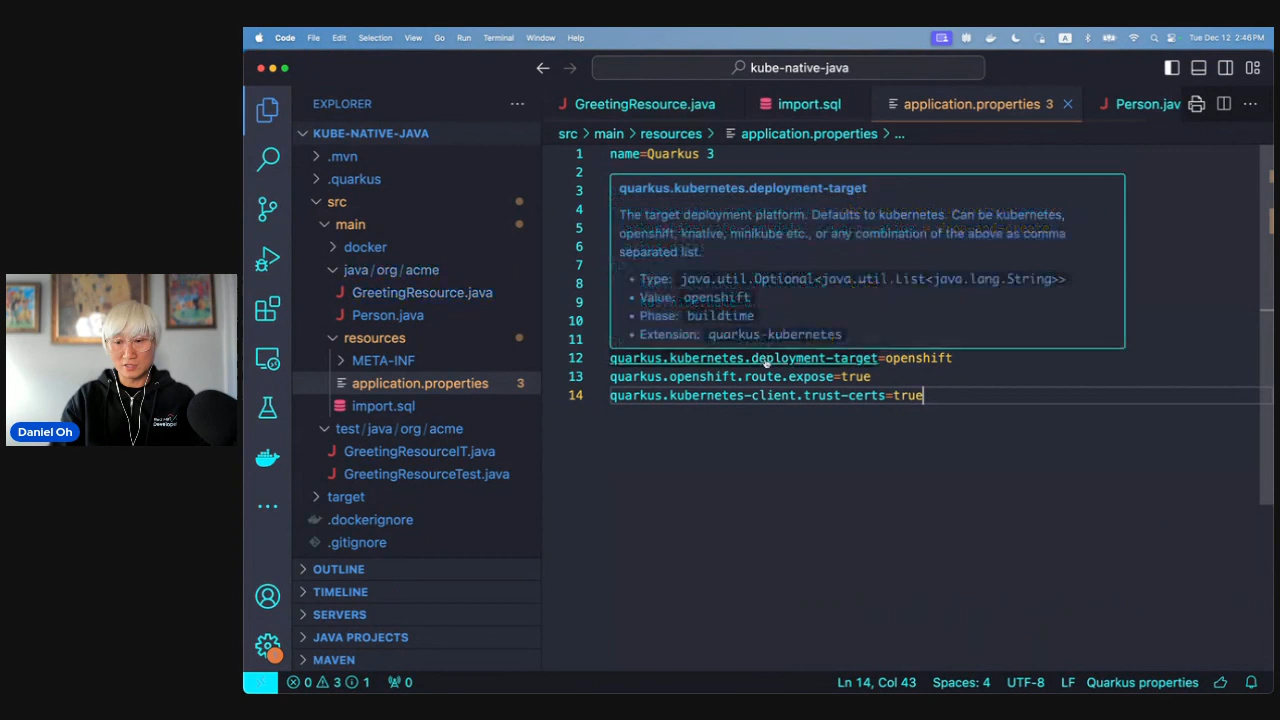 Code File Edit Selection View Go Run Terminal Window Help
A
Tue Dec 12 2:46 PM
kube-native-java
EXPLORER
KUBE-NATIVE-JAVA
.mvn
.quarkus
src
main
docker
java/org/acme
GreetingResource.java
Person.java
resources
META-INF
application.properties 3
import.sql
test/java/org/acme
GreetingResourceIT.java
GreetingResourceTest.java
target
.dockerignore
.gitignore
OUTLINE
TIMELINE
SERVERS
JAVA PROJECTS
MAVEN
GreetingResource.java import.sql application.properties 3 Person.jav
src > main > resources > application.properties > ...
1 name=Quarkus 3
2
3
4
5
6
7
8
9
10
11
quarkus.kubernetes.deployment-target
The target deployment platform. Defaults to kubernetes. Can be kubernetes,
openshift, knative, minikube etc., or any combination of the above as comma
separated list.
• Type: java.util.Optional<java.util.List<java.lang.String>>
• Value: openshift
• Phase: buildtime
• Extension: quarkus-kubernetes
12 quarkus.kubernetes.deployment-target=openshift
13 quarkus.openshift.route.expose=true
14 quarkus.kubernetes-client.trust-certs=true
Red Hat
Developer
Daniel Oh
0 3 1 0
Ln 14, Col 43 Spaces: 4 UTF-8 LF Quarkus properties